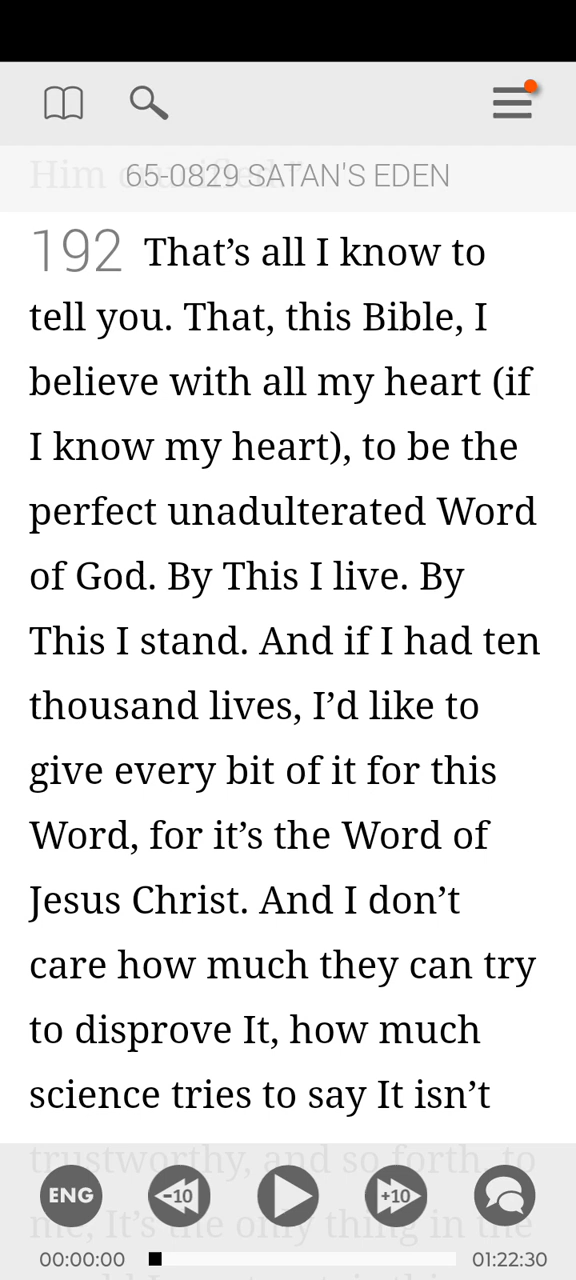 Him crucified."
65-0829 SATAN'S EDEN
192 That’s all I know to
tell you. That, this Bible, I
believe with all my heart (if
I know my heart), to be the
perfect unadulterated Word
of God. By This I live. By
This I stand. And if I had ten
thousand lives, I’d like to
give every bit of it for this
Word, for it’s the Word of
Jesus Christ. And I don’t
care how much they can try
to disprove It, how much
science tries to say It isn’t
trustworthy, and so forth, to
ENG -10 +10
me, It’s the only thing in the
00:00:00 01:22:30